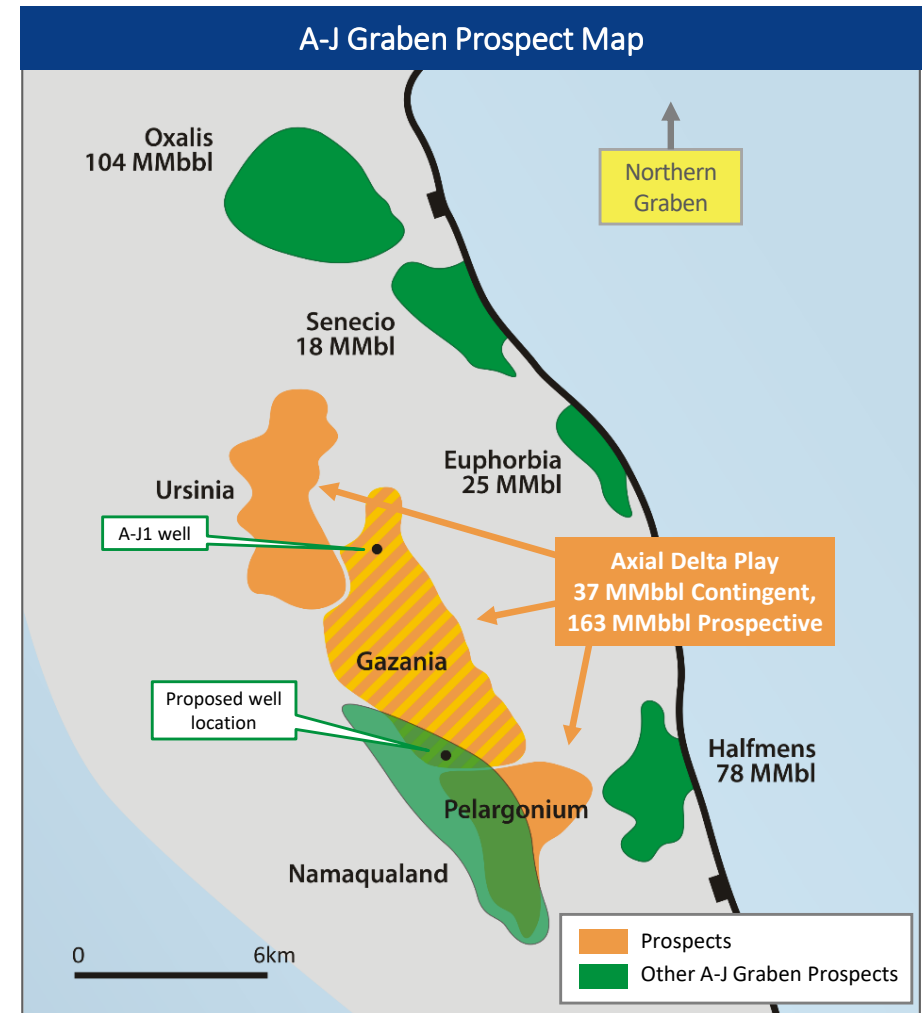 A-J Graben Prospect Map
Oxalis
104 MMbbl
Northern
Graben
Senecio
18 MMbl
Euphorbia
25 MMbl
Ursinia
A-J1 well
Axial Delta Play
37 MMbbl Contingent,
163 MMbbl Prospective
Gazania
Proposed well
location
Halfmens
78 MMbl
Pelargonium
Namaqualand
0 6km
Prospects
Other A-J Graben Prospects